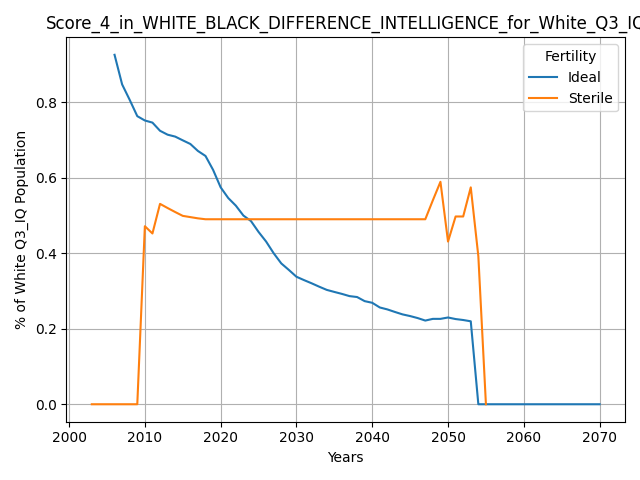 Score_4_in_WHITE_BLACK_DIFFERENCE_INTELLIGENCE_for_White_Q3_IQ
Fertility
Ideal
Sterile
% of White Q3_IQ Population
0.8
0.6
0.4
0.2
0.0
2000 2010 2020 2030 2040 2050 2060 2070
Years